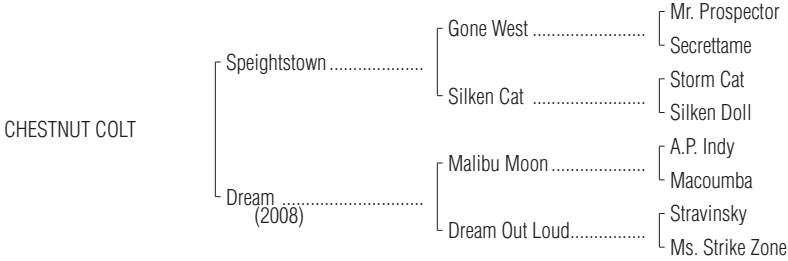 Mr. Prospector
Gone West ........................
Secrettame
Speightstown ....................
Storm Cat
Silken Cat ........................
Silken Doll
CHESTNUT COLT
A.P. Indy
Malibu Moon ....................
Macoumba
Dream ..............................
(2008)
Stravinsky
Dream Out Loud................
Ms. Strike Zone